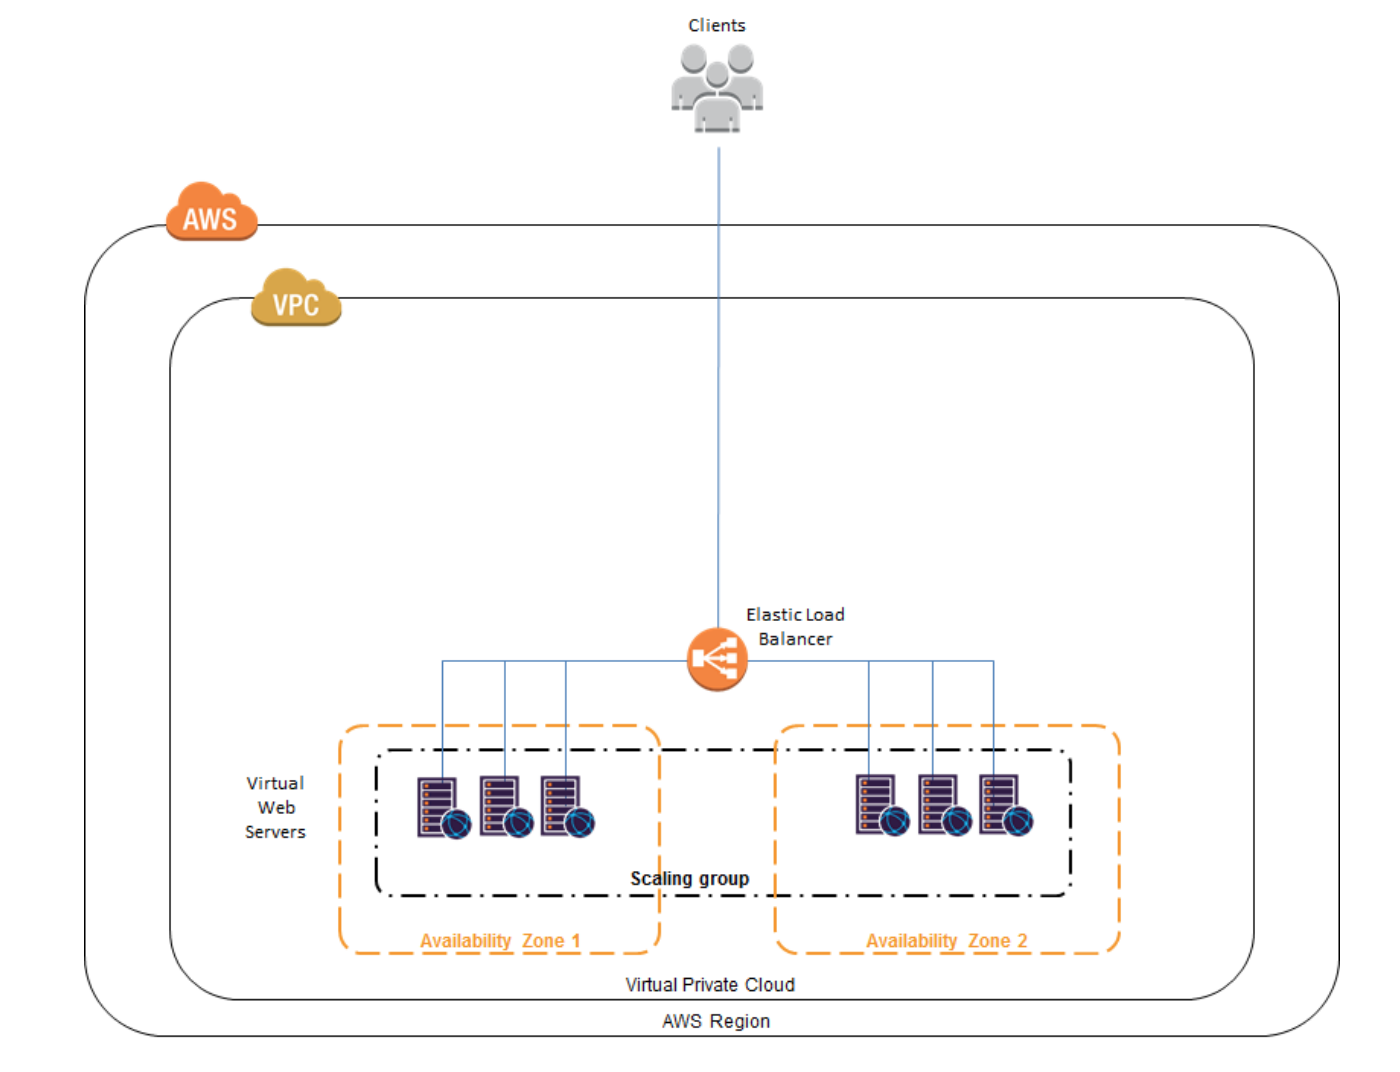 Clients
AWS
VPC
Elastic Load
Balancer
Virtual
Web
Servers
Scaling group
Availability Zone 1
Availability Zone 2
Virtual Private Cloud
AWS Region